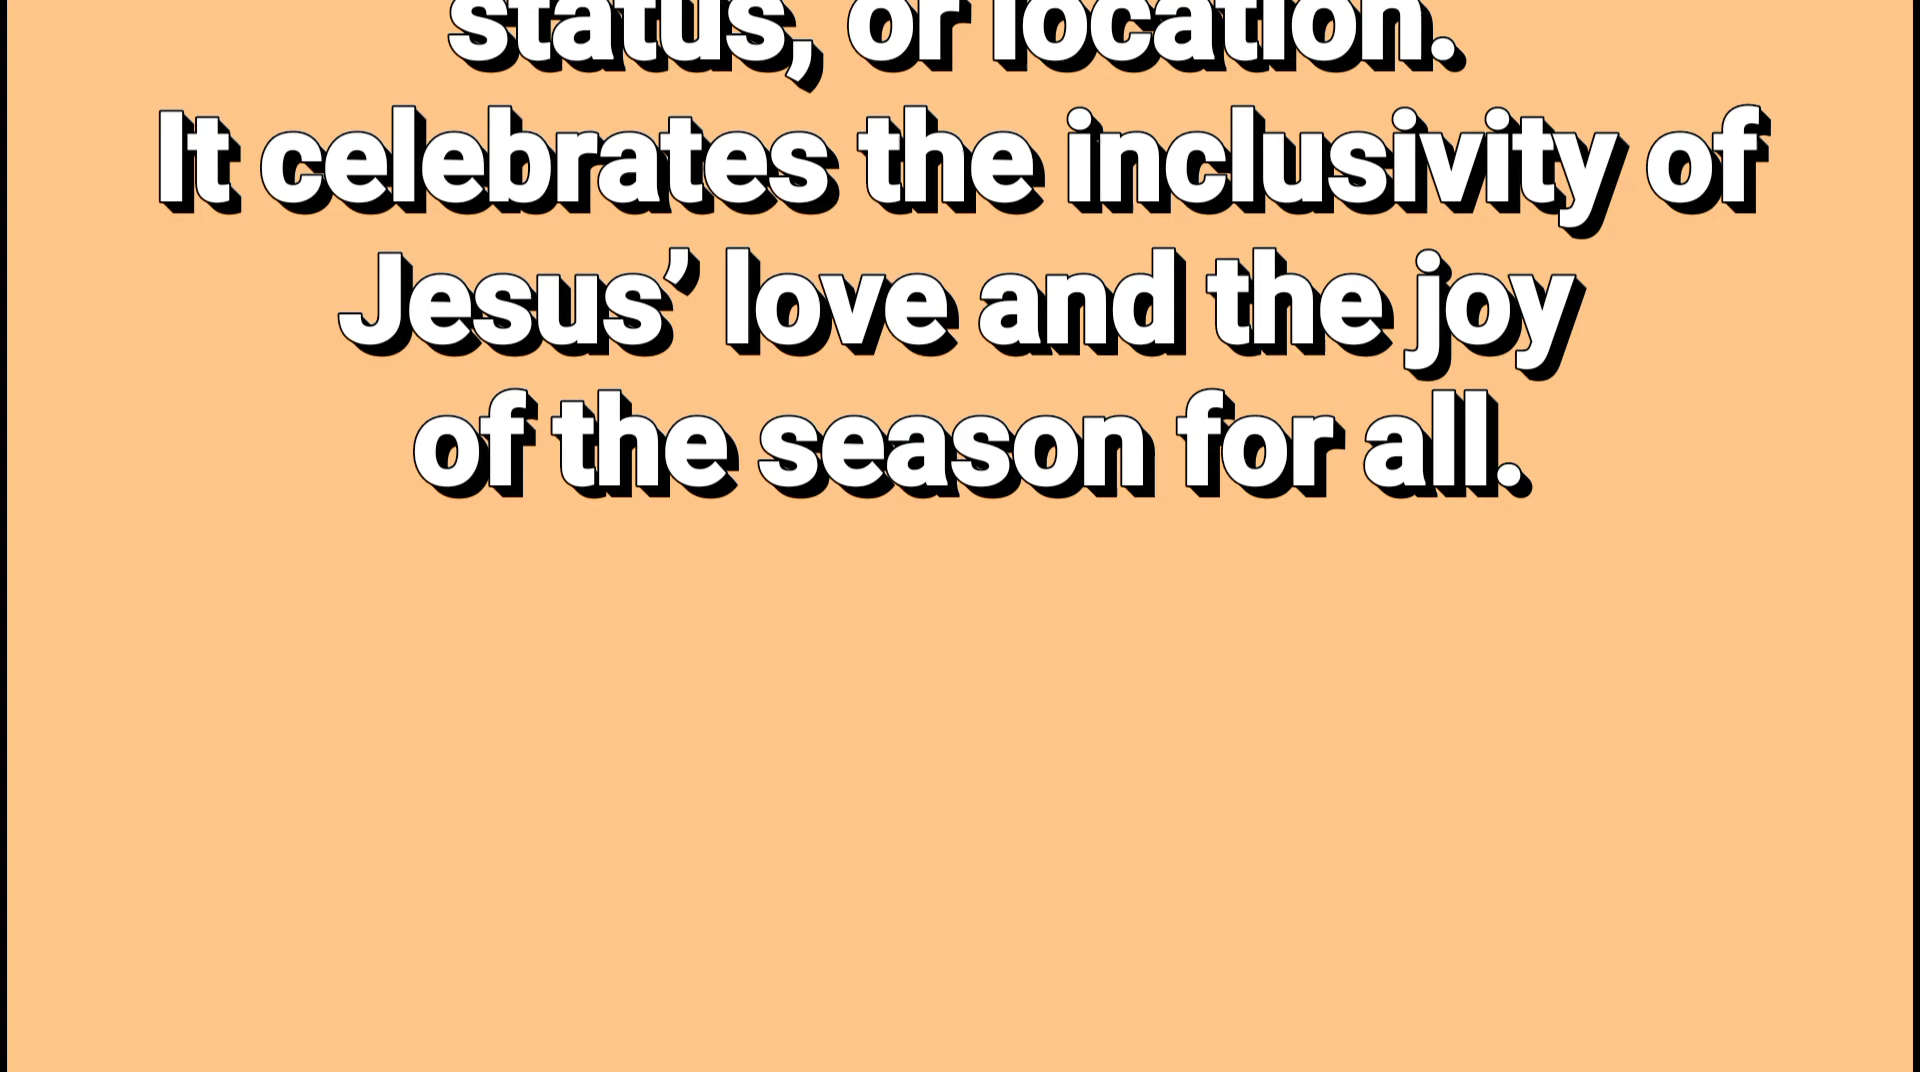 status, or location.
It celebrates the inclusivity of
Jesus’ love and the joy
of the season for all.